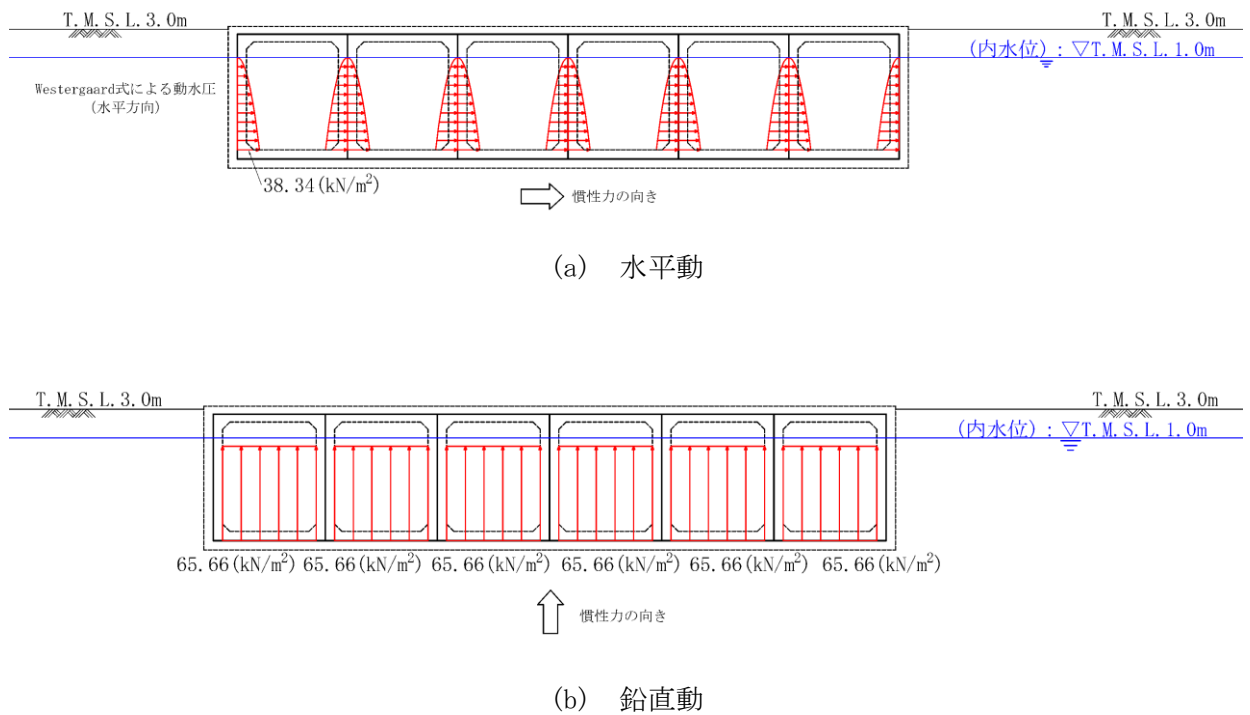 T.M.S.L.3.0m
T.M.S.L.3.0m
(内水位):▽T.M.S.L.1.0m
Westergaard式による動水圧
(水平方向)
38.34(kN/m²)
慣性力の向き
(a) 水平動
T.M.S.L.3.0m
T.M.S.L.3.0m
(内水位):▽T.M.S.L.1.0m
65.66(kN/m²) 65.66(kN/m²) 65.66(kN/m²) 65.66(kN/m²) 65.66(kN/m²) 65.66(kN/m²)
慣性力の向き
(b) 鉛直動